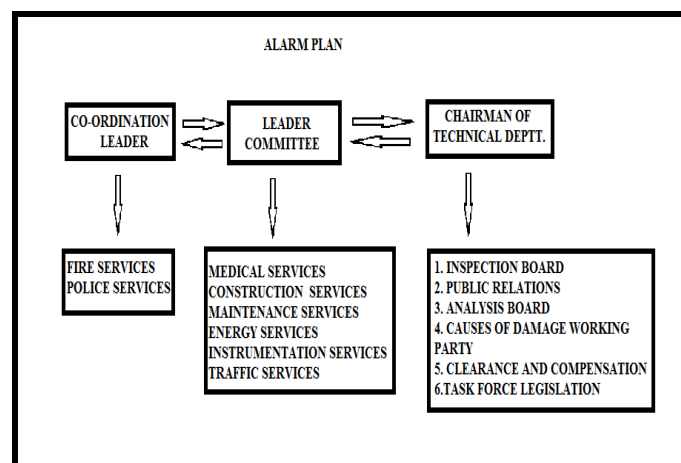 ALARM PLAN
CO-ORDINATION
LEADER
LEADER
COMMITTEE
CHAIRMAN OF
TECHNICAL DEPTT.
FIRE SERVICES
POLICE SERVICES
MEDICAL SERVICES
CONSTRUCTION SERVICES
MAINTENANCE SERVICES
ENERGY SERVICES
INSTRUMENTATION SERVICES
TRAFFIC SERVICES
1. INSPECTION BOARD
2. PUBLIC RELATIONS
3. ANALYSIS BOARD
4. CAUSES OF DAMAGE WORKING
PARTY
5. CLEARANCE AND COMPENSATION
6.TASK FORCE LEGISLATION